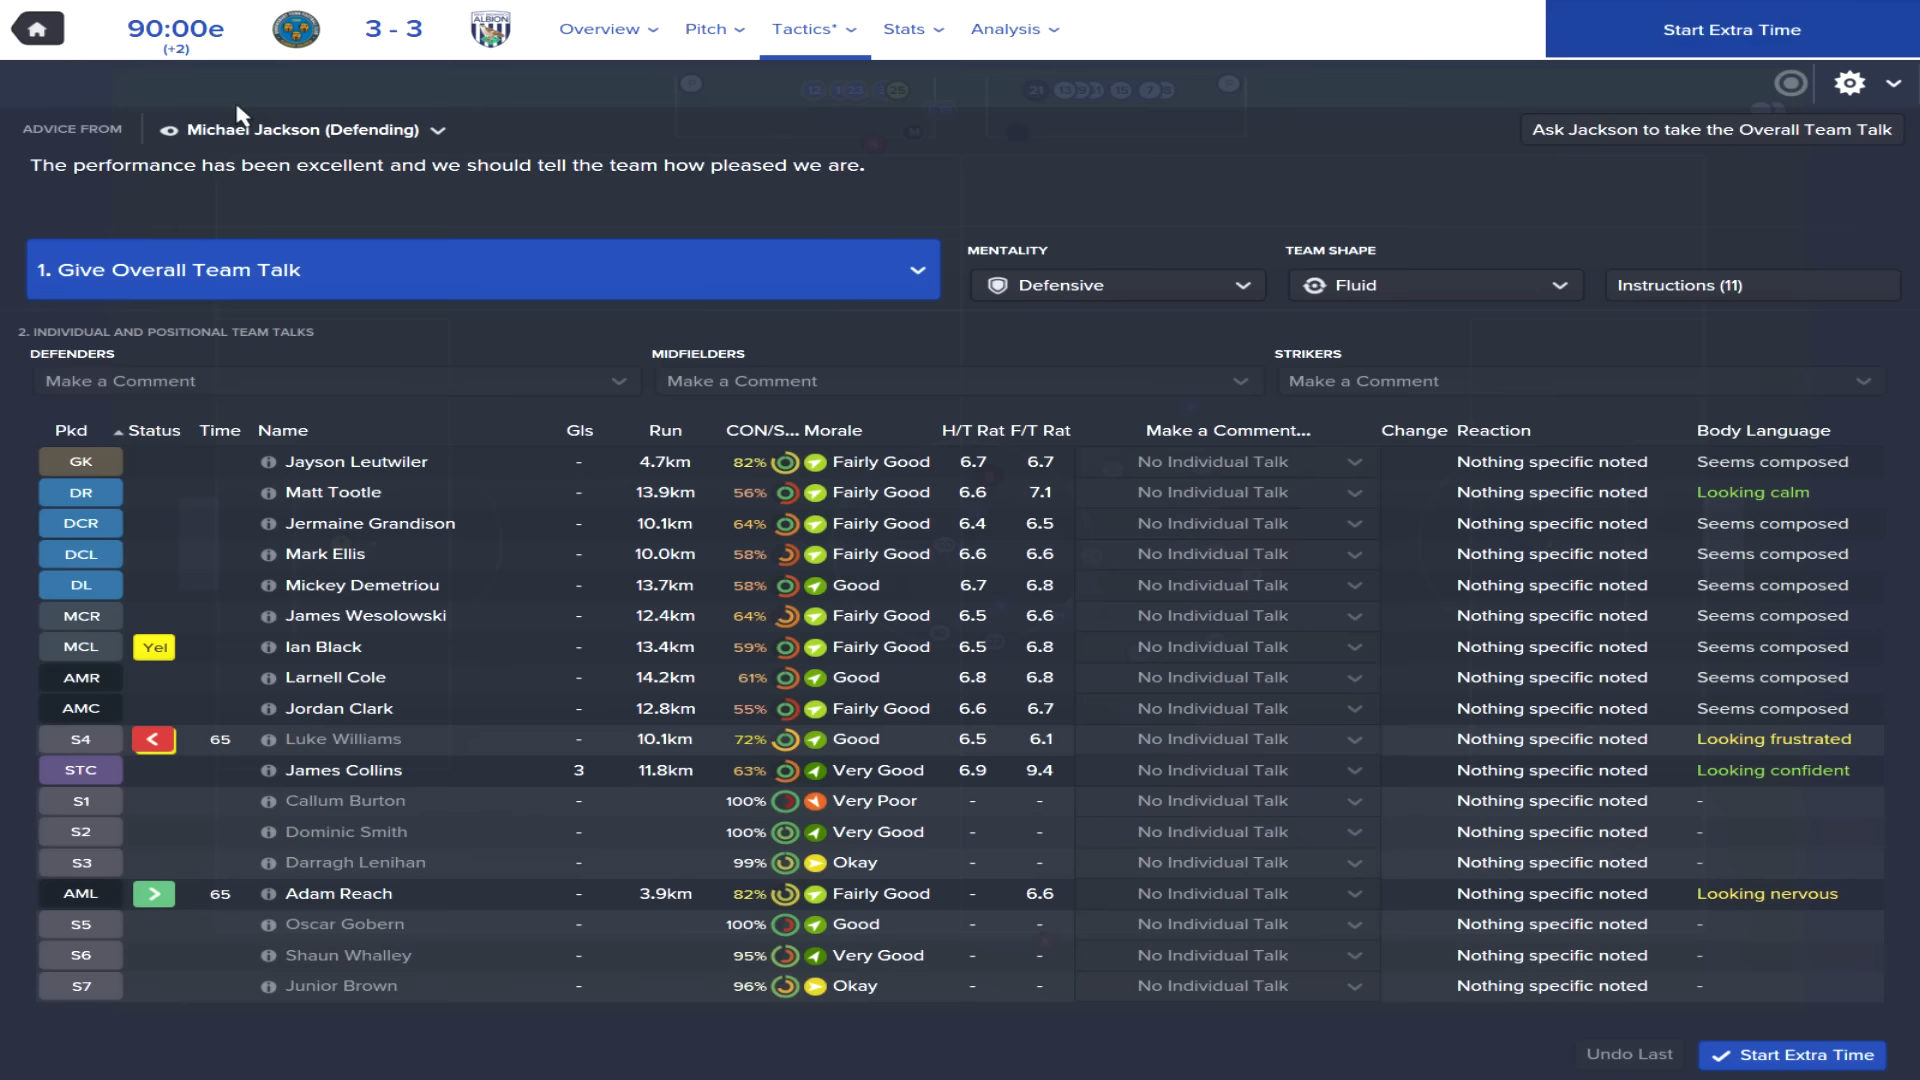 90:00e
(+2)
3 - 3
ALBION
Overview
Pitch
Tactics*
Stats
Analysis
Start Extra Time
ADVICE FROM
Michael Jackson (Defending)
Ask Jackson to take the Overall Team Talk
The performance has been excellent and we should tell the team how pleased we are.
1. Give Overall Team Talk
MENTALITY
Defensive
TEAM SHAPE
Fluid
Instructions (11)
2. INDIVIDUAL AND POSITIONAL TEAM TALKS
DEFENDERS MIDFIELDERS STRIKERS
Make a Comment Make a Comment Make a Comment
Pkd Status Time Name Gls Run CON/S... Morale H/T Rat F/T Rat Make a Comment... Change Reaction Body Language
GK Jayson Leutwiler - 4.7km 82% Fairly Good 6.7 6.7 No Individual Talk Nothing specific noted Seems composed
DR Matt Tootle - 13.9km 56% Fairly Good 6.6 7.1 No Individual Talk Nothing specific noted Looking calm
DCR Jermaine Grandison - 10.1km 64% Fairly Good 6.4 6.5 No Individual Talk Nothing specific noted Seems composed
DCL Mark Ellis - 10.0km 58% Fairly Good 6.6 6.6 No Individual Talk Nothing specific noted Seems composed
DL Mickey Demetriou - 13.7km 58% Good 6.7 6.8 No Individual Talk Nothing specific noted Seems composed
MCR James Wesolowski - 12.4km 64% Fairly Good 6.5 6.6 No Individual Talk Nothing specific noted Seems composed
MCL Yel Ian Black - 13.4km 59% Fairly Good 6.5 6.8 No Individual Talk Nothing specific noted Seems composed
AMR Larnell Cole - 14.2km 61% Good 6.8 6.8 No Individual Talk Nothing specific noted Seems composed
AMC Jordan Clark - 12.8km 55% Fairly Good 6.6 6.7 No Individual Talk Nothing specific noted Seems composed
S4 65 Luke Williams - 10.1km 72% Good 6.5 6.1 No Individual Talk Nothing specific noted Looking frustrated
STC James Collins 3 11.8km 63% Very Good 6.9 9.4 No Individual Talk Nothing specific noted Looking confident
S1 Callum Burton - 100% Very Poor - - No Individual Talk Nothing specific noted -
S2 Dominic Smith - 100% Very Good - - No Individual Talk Nothing specific noted -
S3 Darragh Lenihan - 99% Okay - - No Individual Talk Nothing specific noted -
AML 65 Adam Reach - 3.9km 82% Fairly Good - 6.6 No Individual Talk Nothing specific noted Looking nervous
S5 Oscar Gobern - 100% Good - - No Individual Talk Nothing specific noted -
S6 Shaun Whalley - 95% Very Good - - No Individual Talk Nothing specific noted -
S7 Junior Brown - 96% Okay - - No Individual Talk Nothing specific noted -
Undo Last
Start Extra Time